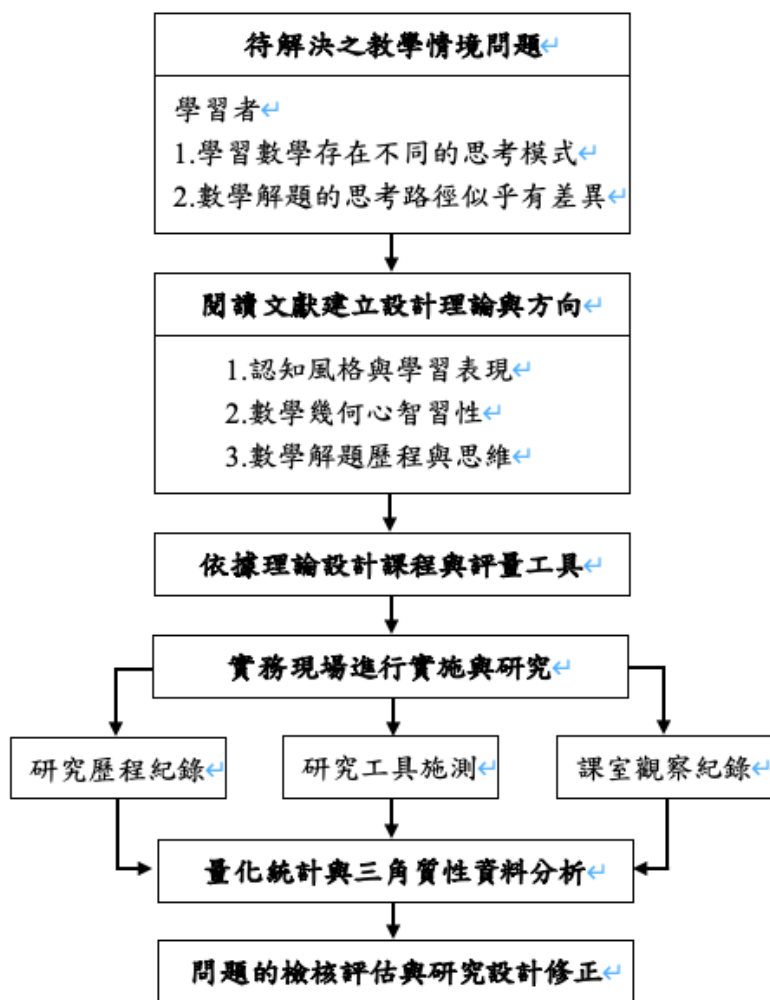 待解決之教學情境問題
學習者
1.學習數學存在不同的思考模式
2.數學解題的思考路徑似乎有差異
閱讀文獻建立設計理論與方向
1.認知風格與學習表現
2.數學幾何心智習性
3.數學解題歷程與思維
依據理論設計課程與評量工具
實務現場進行實施與研究
研究歷程紀錄
研究工具施測
課室觀察紀錄
量化統計與三角質性資料分析
問題的檢核評估與研究設計修正